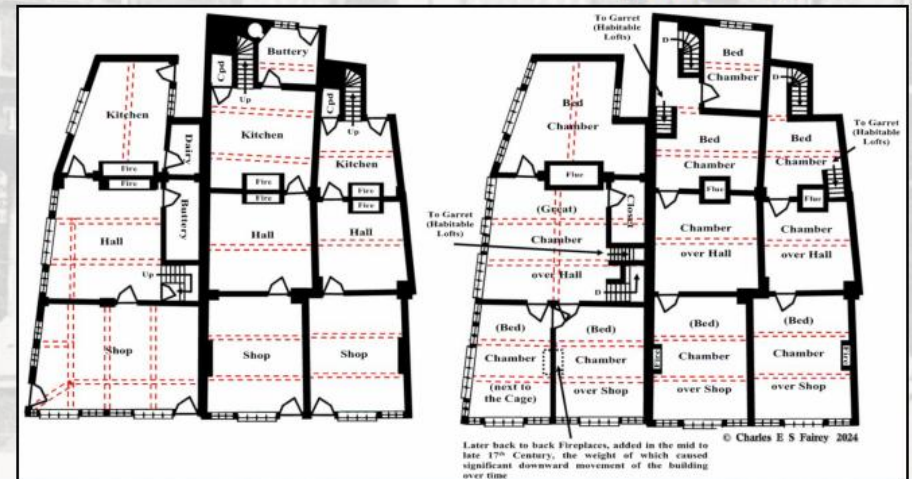 Kitchen
Dairy
Fire
Fire
Hall
Buttery
Up
Shop
Buttery
Cpd
Up
Kitchen
Fire
Fire
Hall
Shop
Cpd
Up
Kitchen
Fire
Fire
Hall
Shop
To Garret
(Habitable
Lofts)
D
Bed
Chamber
D
Bed
Chamber
Bed
Chamber
Bed
Chamber
To Garret
(Habitable
Lofts)
Flue
Flue
Flue
To Garret
(Habitable
Lofts)
(Great)
Chamber
over Hall
Closet
D
Chamber
over Hall
Chamber
over Hall
(Bed)
Chamber
(next to
the Cage)
(Bed)
Chamber
over Shop
(Bed)
Chamber
over Shop
(Bed)
Chamber
over Shop
© Charles E S Fairey 2024
Later back to back Fireplaces, added in the mid to
late 17th Century, the weight of which caused
significant downward movement of the building
over time